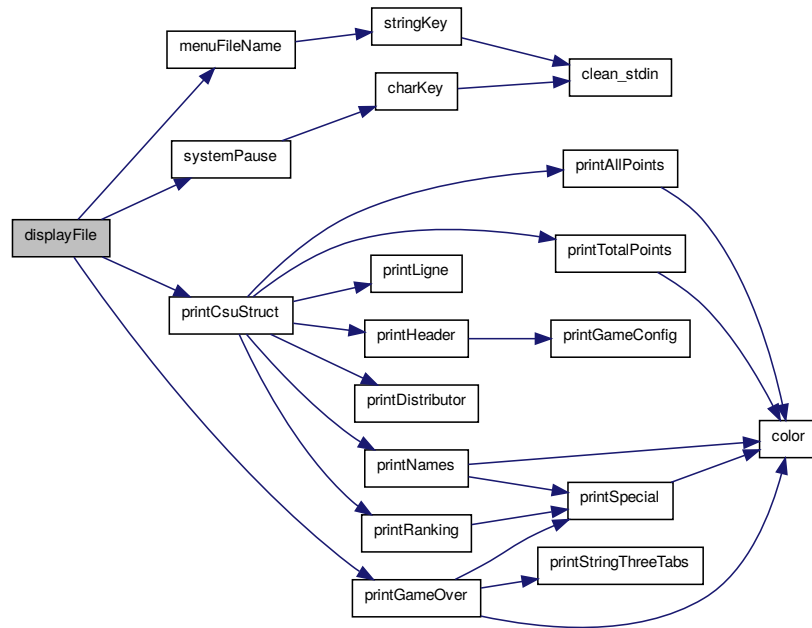 stringKey
menuFileName
clean_stdin
charKey
systemPause
printAllPoints
displayFile
printTotalPoints
printLigne
printCsuStruct
printHeader
printGameConfig
printDistributor
color
printNames
printSpecial
printRanking
printStringThreeTabs
printGameOver